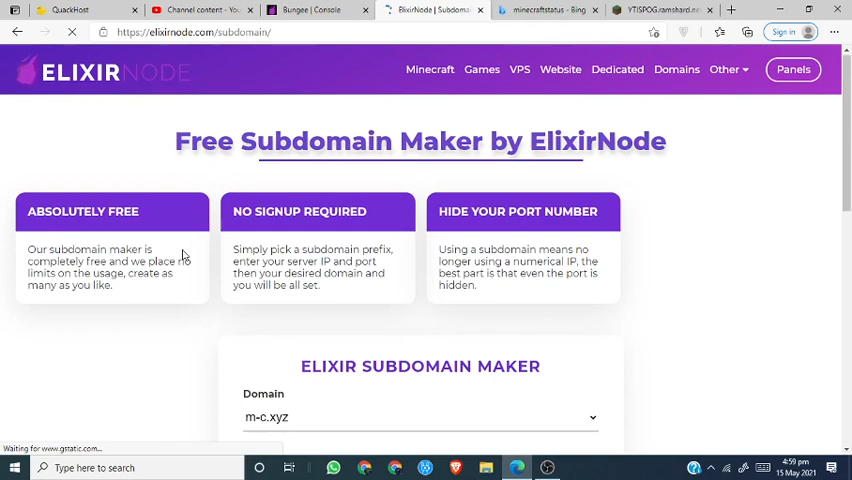 QuackHost
Channel content - You
Bungee | Console
ElixirNode | Subdoma
minecraftstatus - Bing
YTISPOG.ramshard.ne
https://elixirnode.com/subdomain/
Sign in
ELIXIRNODE
Minecraft Games VPS Website Dedicated Domains Other Panels
Free Subdomain Maker by ElixirNode
ABSOLUTELY FREE
Our subdomain maker is
completely free and we place no
limits on the usage, create as
many as you like.
NO SIGNUP REQUIRED
Simply pick a subdomain prefix,
enter your server IP and port
then your desired domain and
you will be all set.
HIDE YOUR PORT NUMBER
Using a subdomain means no
longer using a numerical IP, the
best part is that even the port is
hidden.
ELIXIR SUBDOMAIN MAKER
Domain
m-c.xyz
Waiting for www.gstatic.com...
Type here to search
4:59 pm
15 May 2021